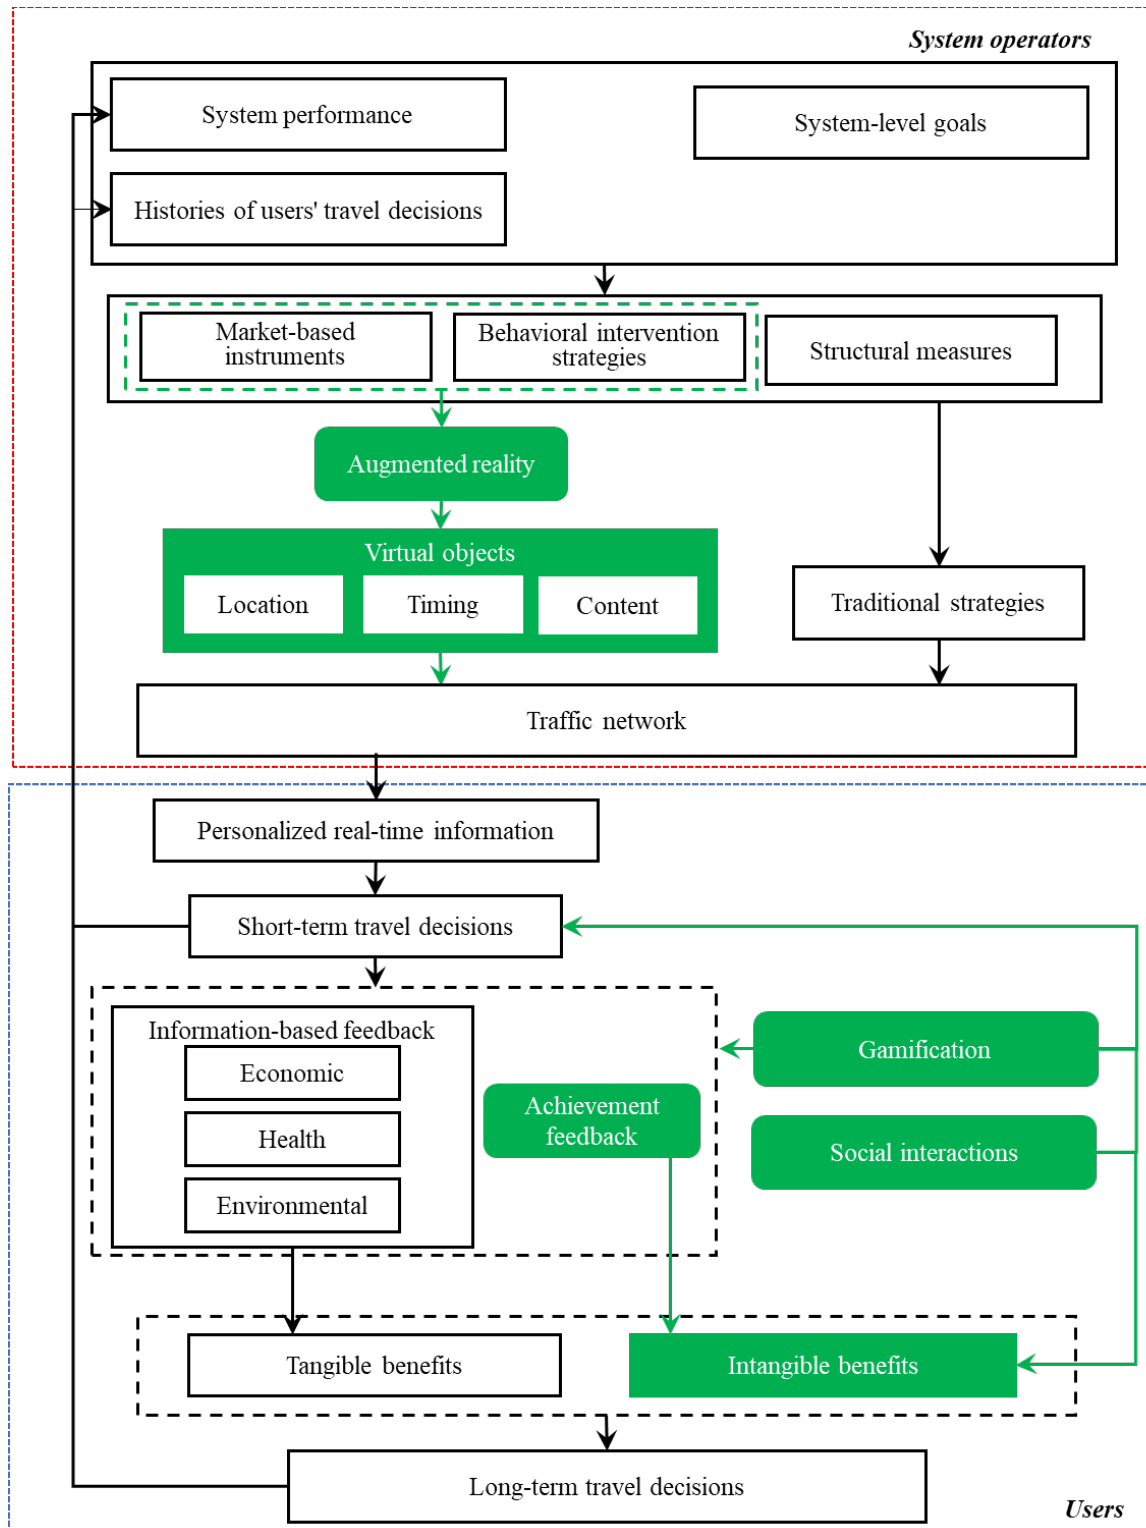 System operators
System performance
System-level goals
Histories of users' travel decisions
Market-based
instruments
Behavioral intervention
strategies
Structural measures
Augmented reality
Virtual objects
Location
Timing
Content
Traditional strategies
Traffic network
Personalized real-time information
Short-term travel decisions
Information-based feedback
Economic
Health
Environmental
Achievement
feedback
Gamification
Social interactions
Tangible benefits
Intangible benefits
Long-term travel decisions
Users